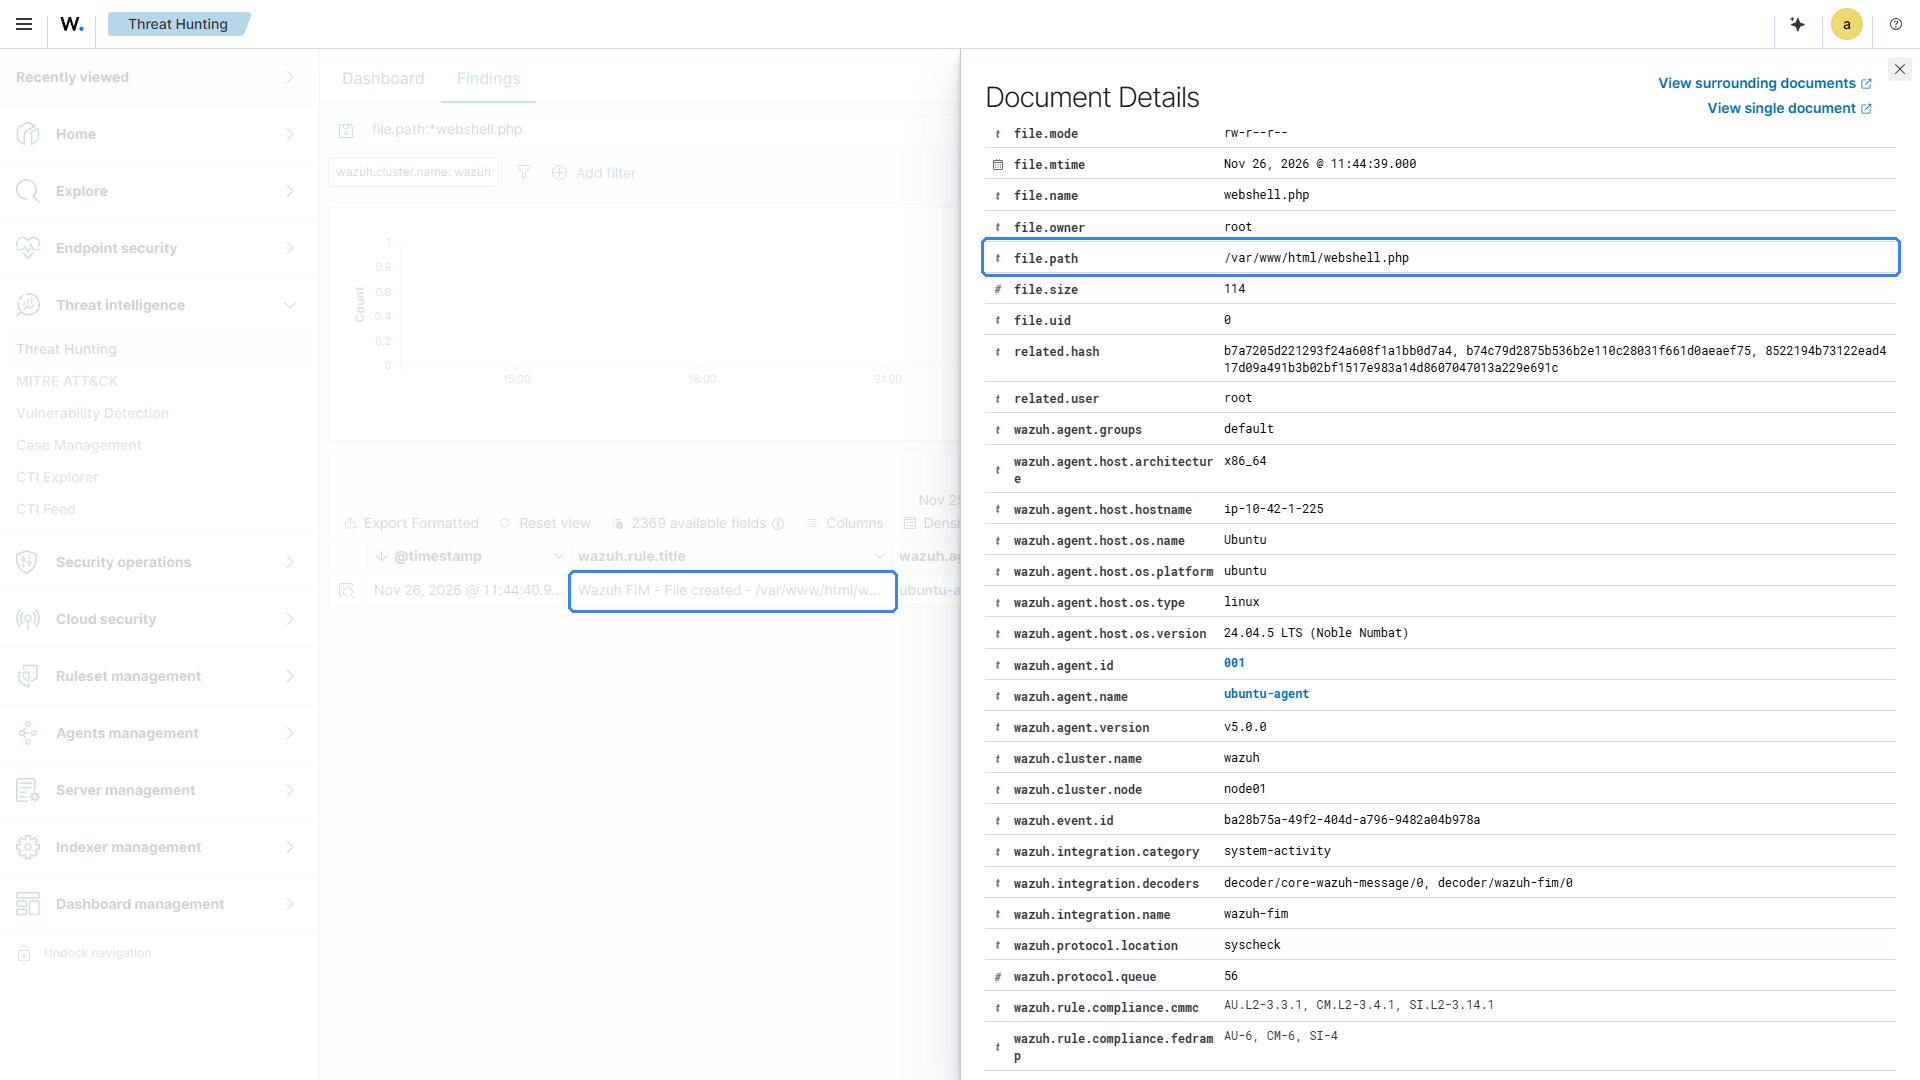 W.
Threat Hunting
a
Recently viewed
Home
Explore
Endpoint security
Threat intelligence
Threat Hunting
MITRE ATT&CK
Vulnerability Detection
Case Management
CTI Explorer
CTI Feed
Security operations
Cloud security
Ruleset management
Agents management
Server management
Indexer management
Dashboard management
Undock navigation
Dashboard
Findings
file.path:*webshell.php
wazuh.cluster.name: wazuh
Add filter
Count
1
0.8
0.6
0.4
0.2
0
15:00
18:00
21:00
Nov 25
Export Formatted
Reset view
2369 available fields
Columns
Densi
@timestamp
wazuh.rule.title
wazuh.ag
Nov 26, 2026 @ 11:44:40.9...
Wazuh FIM - File created - /var/www/html/w...
ubuntu-a
Document Details
View surrounding documents
View single document
t file.mode rw-r--r--
file.mtime Nov 26, 2026 @ 11:44:39.000
t file.name webshell.php
t file.owner root
t file.path /var/www/html/webshell.php
# file.size 114
t file.uid 0
t related.hash b7a7205d221293f24a608f1a1bb0d7a4, b74c79d2875b536b2e110c28031f661d0aeaef75, 8522194b73122ead4
17d09a491b3b02bf1517e983a14d8607047013a229e691c
t related.user root
t wazuh.agent.groups default
t wazuh.agent.host.architectur
e
x86_64
t wazuh.agent.host.hostname ip-10-42-1-225
t wazuh.agent.host.os.name Ubuntu
t wazuh.agent.host.os.platform ubuntu
t wazuh.agent.host.os.type linux
t wazuh.agent.host.os.version 24.04.5 LTS (Noble Numbat)
t wazuh.agent.id 001
t wazuh.agent.name ubuntu-agent
t wazuh.agent.version v5.0.0
t wazuh.cluster.name wazuh
t wazuh.cluster.node node01
t wazuh.event.id ba28b75a-49f2-404d-a796-9482a04b978a
t wazuh.integration.category system-activity
t wazuh.integration.decoders decoder/core-wazuh-message/0, decoder/wazuh-fim/0
t wazuh.integration.name wazuh-fim
t wazuh.protocol.location syscheck
# wazuh.protocol.queue 56
t wazuh.rule.compliance.cmmc AU.L2-3.3.1, CM.L2-3.4.1, SI.L2-3.14.1
t wazuh.rule.compliance.fedram
p
AU-6, CM-6, SI-4